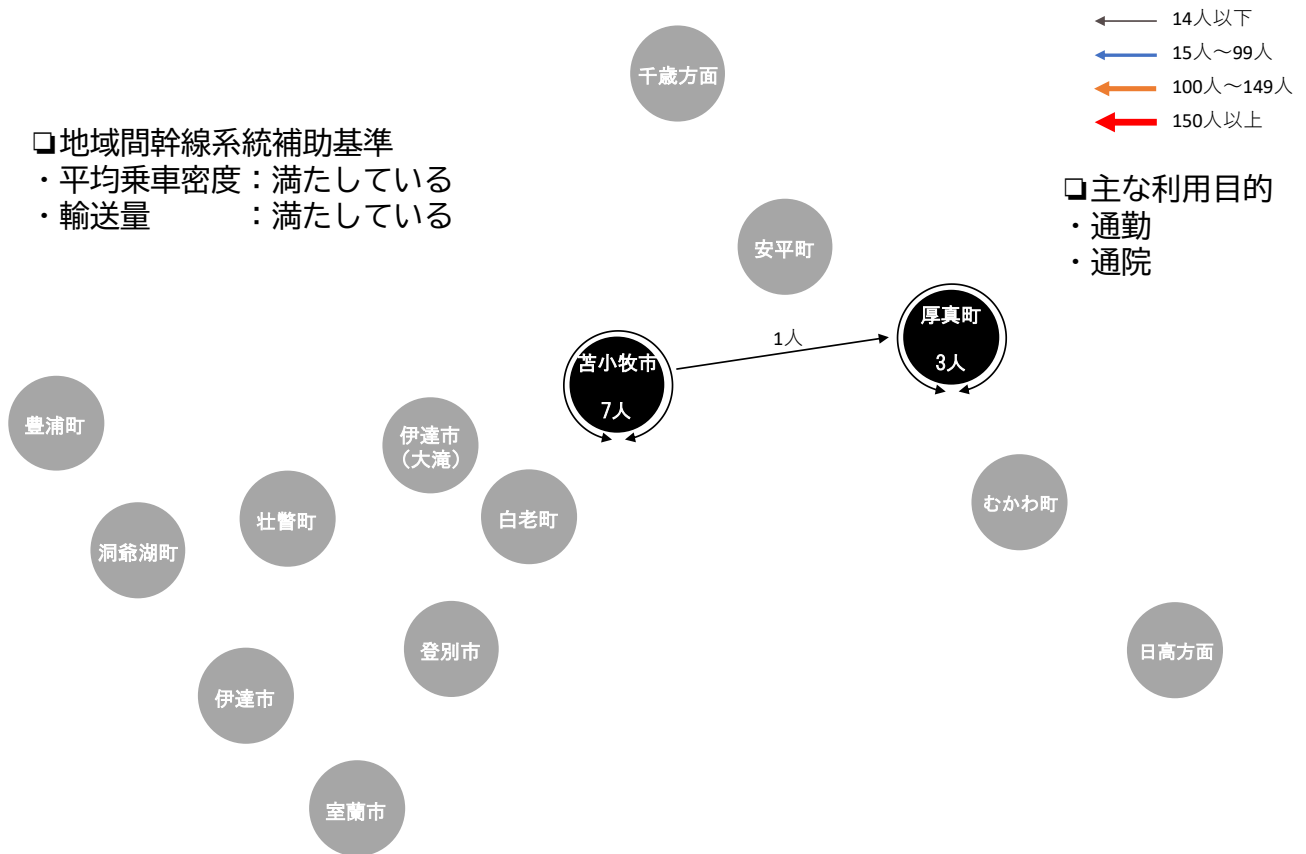 14人以下
15人～99人
100人～149人
150人以上
千歳方面
❏地域間幹線系統補助基準
・平均乗車密度：満たしている
・輸送量　　　：満たしている
❏主な利用目的
・通勤
・通院
安平町
厚真町
3人
1人
苫小牧市
7人
豊浦町
伊達市
（大滝）
壮瞥町
白老町
むかわ町
洞爺湖町
登別市
日高方面
伊達市
室蘭市